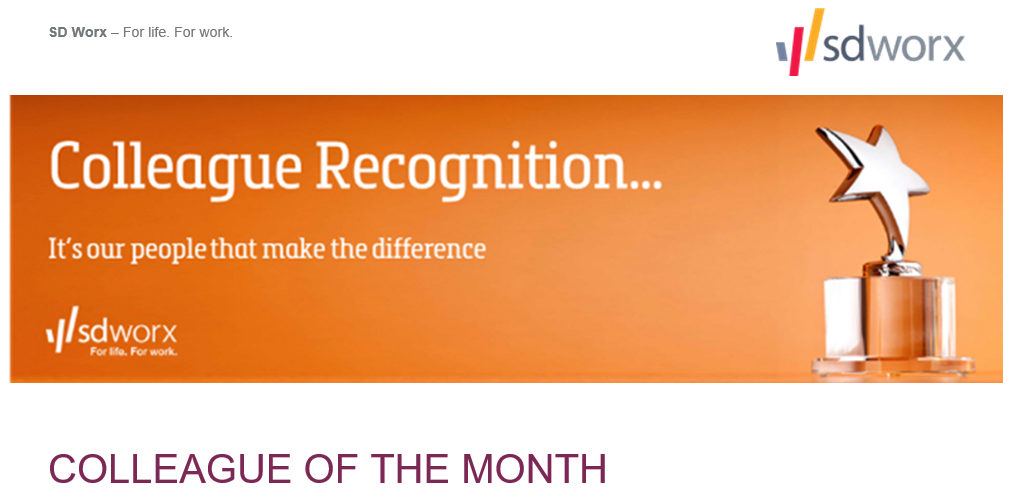 SD Worx – For life. For work.
sdworx
Colleague Recognition...
It's our people that make the difference
sdworx
For life. For work.
COLLEAGUE OF THE MONTH